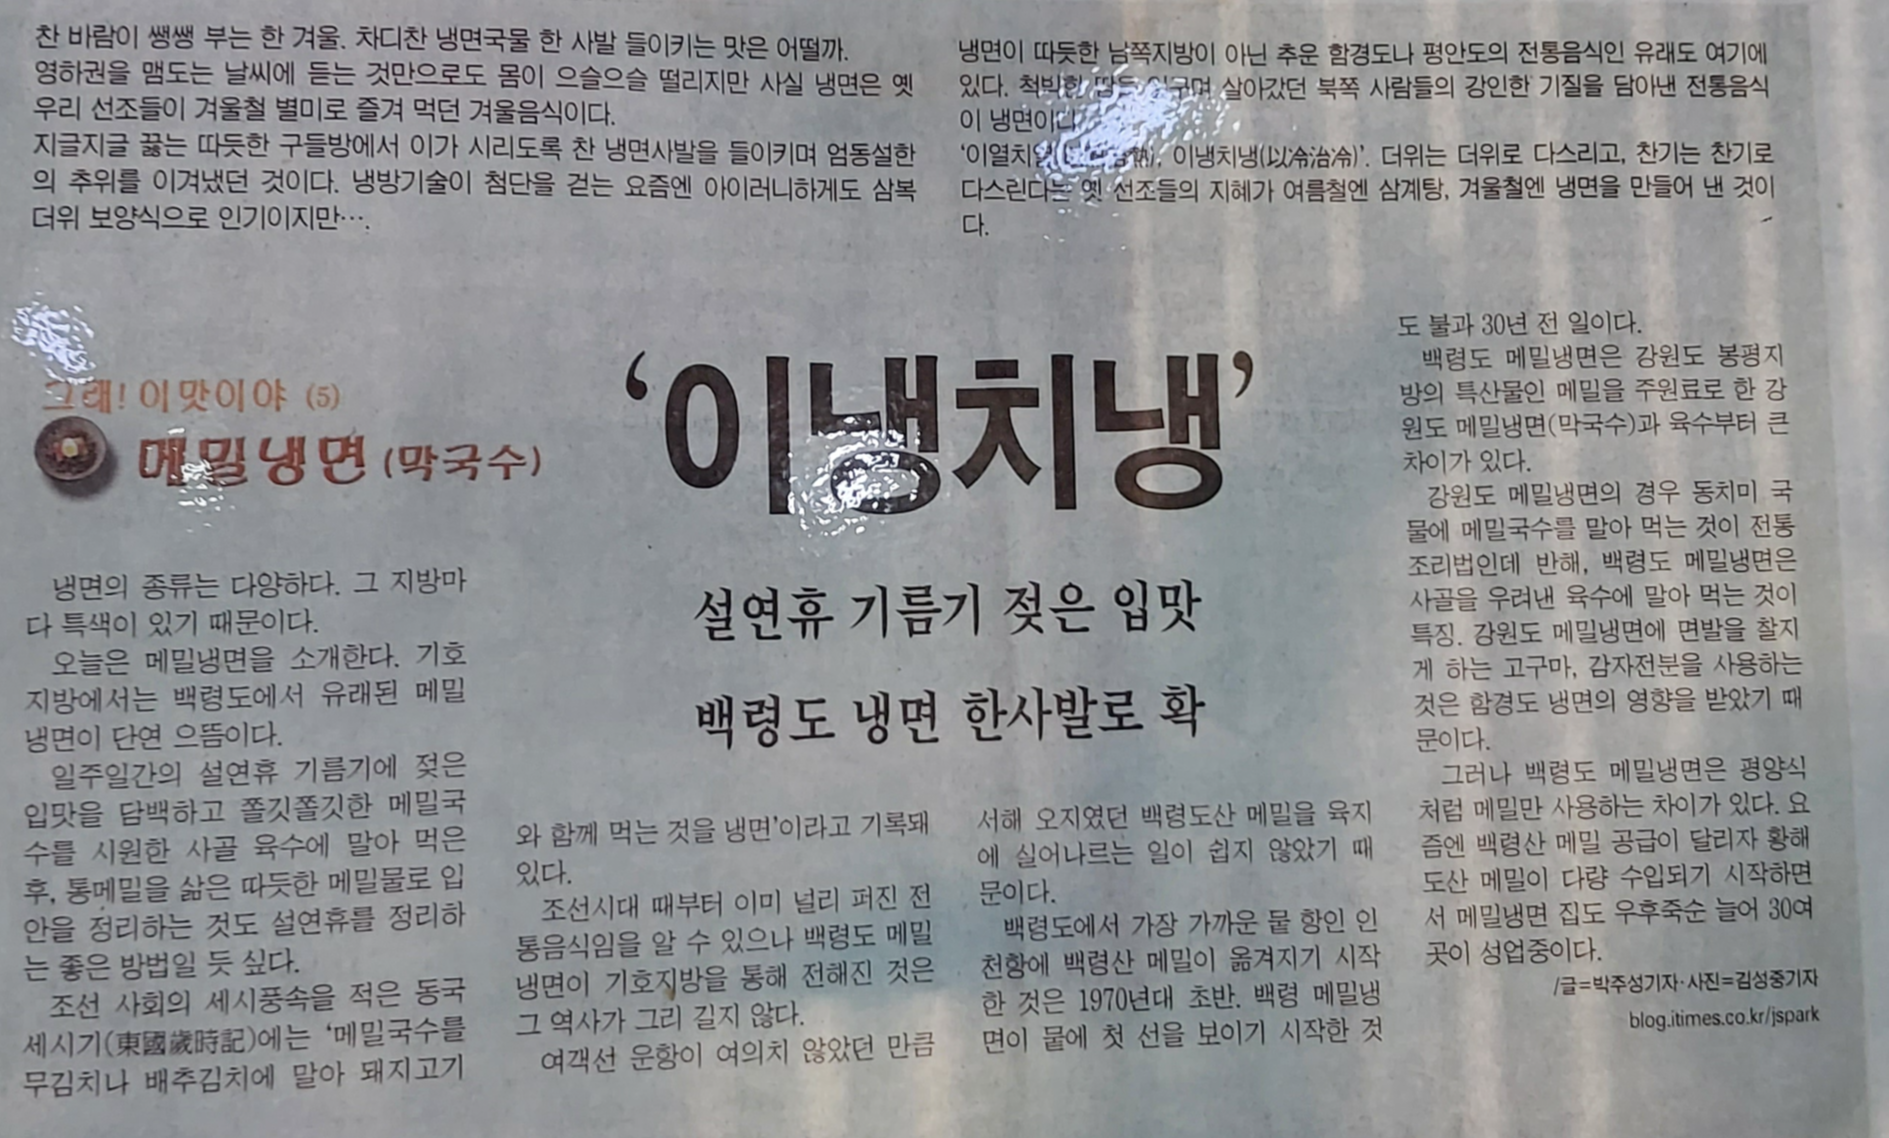 찬 바람이 쌩쌩 부는 한 겨울. 차디찬 냉면국물 한 사발 들이키는 맛은 어떨까.
영하권을 맴도는 날씨에 듣는 것만으로도 몸이 으슬으슬 떨리지만 사실 냉면은 옛
우리 선조들이 겨울철 별미로 즐겨 먹던 겨울음식이다.
지글지글 끓는 따듯한 구들방에서 이가 시리도록 찬 냉면사발을 들이키며 엄동설한
의 추위를 이겨냈던 것이다. 냉방기술이 첨단을 걷는 요즘엔 아이러니하게도 삼복
더위 보양식으로 인기이지만….
냉면이 따듯한 남쪽지방이 아닌 추운 함경도나 평안도의 전통음식인 유래도 여기에
있다. 척박한 살아갔던 북쪽 사람들의 강인한 기질을 담아낸 전통음식
이 냉면이다.
'이열치열 이냉치냉(以冷治冷)'. 더위는 더위로 다스리고, 찬기는 찬기로
다스린다는 옛 선조들의 지혜가 여름철엔 삼계탕, 겨울철엔 냉면을 만들어 낸 것이
다.
그래! 이맛이야 (5)
메밀냉면 (막국수)
'이냉치냉'
설연휴 기름기 젖은 입맛
백령도 냉면 한사발로 확
냉면의 종류는 다양하다. 그 지방마
다 특색이 있기 때문이다.
오늘은 메밀냉면을 소개한다. 기호
지방에서는 백령도에서 유래된 메밀
냉면이 단연 으뜸이다.
일주일간의 설연휴 기름기에 젖은
입맛을 담백하고 쫄깃쫄깃한 메밀국
수를 시원한 사골 육수에 말아 먹은
후, 통메밀을 삶은 따듯한 메밀물로 입
안을 정리하는 것도 설연휴를 정리하
는 좋은 방법일 듯 싶다.
조선 사회의 세시풍속을 적은 동국
세시기(東國歲時記)에는 '메밀국수를
무김치나 배추김치에 말아 돼지고기
와 함께 먹는 것을 냉면'이라고 기록돼
있다.
조선시대 때부터 이미 널리 퍼진 전
통음식임을 알 수 있으나 백령도 메밀
냉면이 기호지방을 통해 전해진 것은
그 역사가 그리 길지 않다.
여객선 운항이 여의치 않았던 만큼
서해 오지였던 백령도산 메밀을 육지
에 실어나르는 일이 쉽지 않았기 때
문이다.
백령도에서 가장 가까운 뭍 항인 인
천항에 백령산 메밀이 옮겨지기 시작
한 것은 1970년대 초반. 백령 메밀냉
면이 뭍에 첫 선을 보이기 시작한 것
도 불과 30년 전 일이다.
백령도 메밀냉면은 강원도 봉평지
방의 특산물인 메밀을 주원료로 한 강
원도 메밀냉면(막국수)과 육수부터 큰
차이가 있다.
강원도 메밀냉면의 경우 동치미 국
물에 메밀국수를 말아 먹는 것이 전통
조리법인데 반해, 백령도 메밀냉면은
사골을 우려낸 육수에 말아 먹는 것이
특징. 강원도 메밀냉면에 면발을 찰지
게 하는 고구마, 감자전분을 사용하는
것은 함경도 냉면의 영향을 받았기 때
문이다.
그러나 백령도 메밀냉면은 평양식
처럼 메밀만 사용하는 차이가 있다. 요
즘엔 백령산 메밀 공급이 달리자 황해
도산 메밀이 다량 수입되기 시작하면
서 메밀냉면 집도 우후죽순 늘어 30여
곳이 성업중이다.
/글=박주성기자·사진=김성중기자
blog.itimes.co.kr/jspark